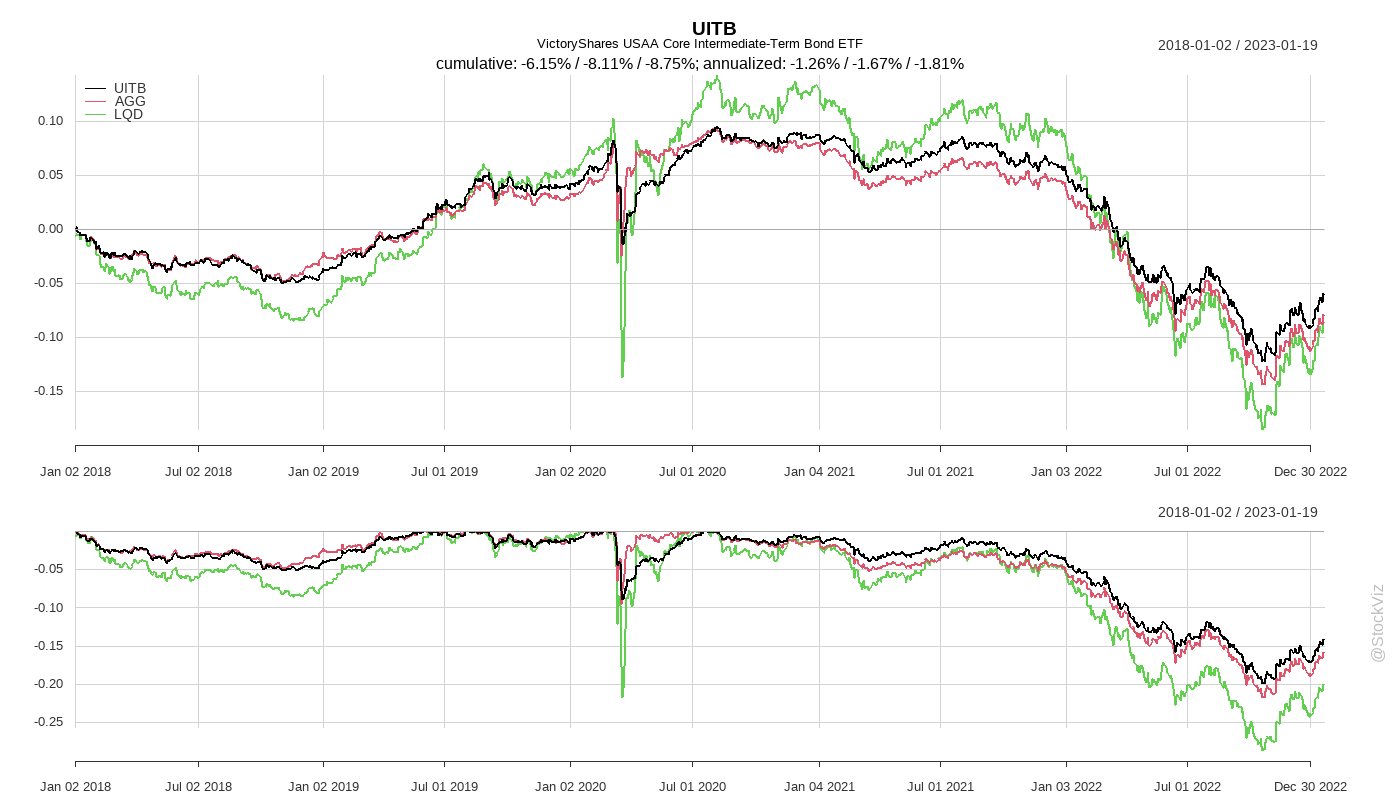 UITB
VictoryShares USAA Core Intermediate-Term Bond ETF
2018-01-02 / 2023-01-19
cumulative: -6.15% / -8.11% / -8.75%; annualized: -1.26% / -1.67% / -1.81%
UITB
AGG
LQD
0.10
0.05
0.00
-0.05
-0.10
-0.15
Jan 02 2018 Jul 02 2018 Jan 02 2019 Jul 01 2019 Jan 02 2020 Jul 01 2020 Jan 04 2021 Jul 01 2021 Jan 03 2022 Jul 01 2022 Dec 30 2022
2018-01-02 / 2023-01-19
-0.05
-0.10
-0.15
-0.20
-0.25
Jan 02 2018 Jul 02 2018 Jan 02 2019 Jul 01 2019 Jan 02 2020 Jul 01 2020 Jan 04 2021 Jul 01 2021 Jan 03 2022 Jul 01 2022 Dec 30 2022
@StockViz